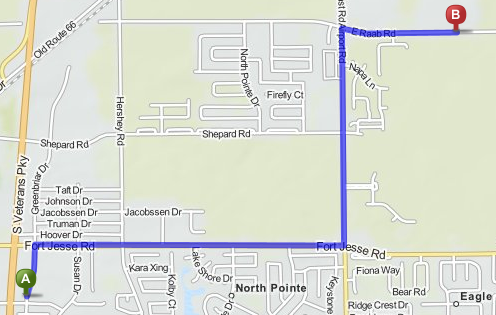 Old Route 66
S Veterans Pky
Hershey Rd
North Pointe Dr
Firefly Ct
Airport Rd
E Raab Rd
B
Nana Ln
Shepard Rd
Shepard Rd
Greenbriar Dr
Taft Dr
Johnson Dr
Jacobssen Dr
Jacobssen Dr
Truman Dr
Hoover Dr
Fort Jesse Rd
Fort Jesse Rd
A
Susan Dr
Kara Xing
Kolby Ct
Lake Shore Dr
North Pointe
Keystone
Fiona Way
Bear Rd
Ridge Crest Dr
Eagle